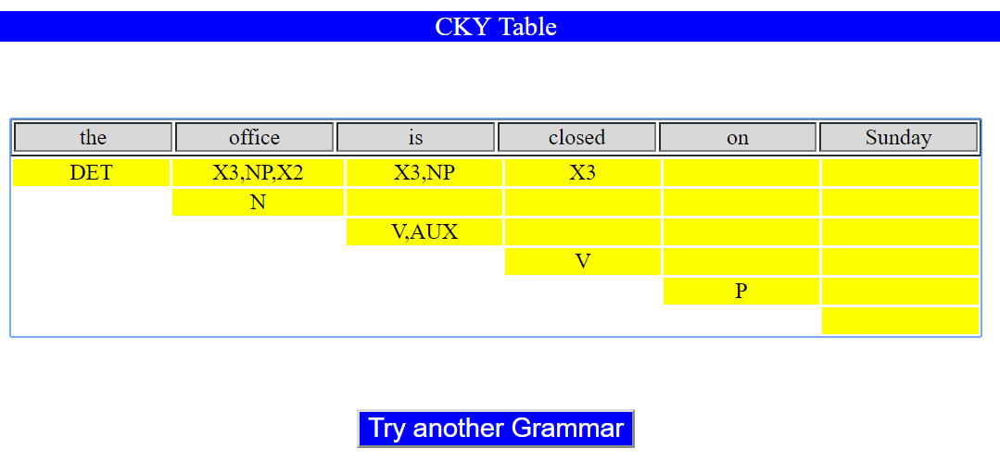 CKY Table
the office is closed on Sunday
DET X3,NP,X2 X3,NP X3
N
V,AUX
V
P
Try another Grammar